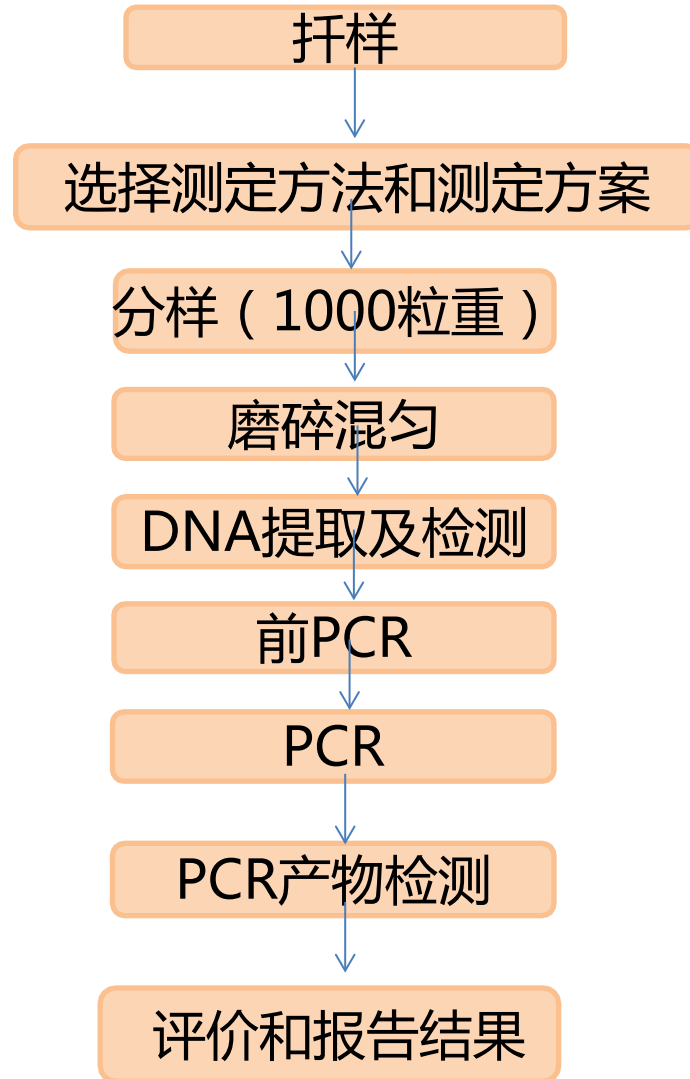 扦样
选择测定方法和测定方案
分样（1000粒重）
磨碎混匀
DNA提取及检测
前PCR
PCR
PCR产物检测
评价和报告结果